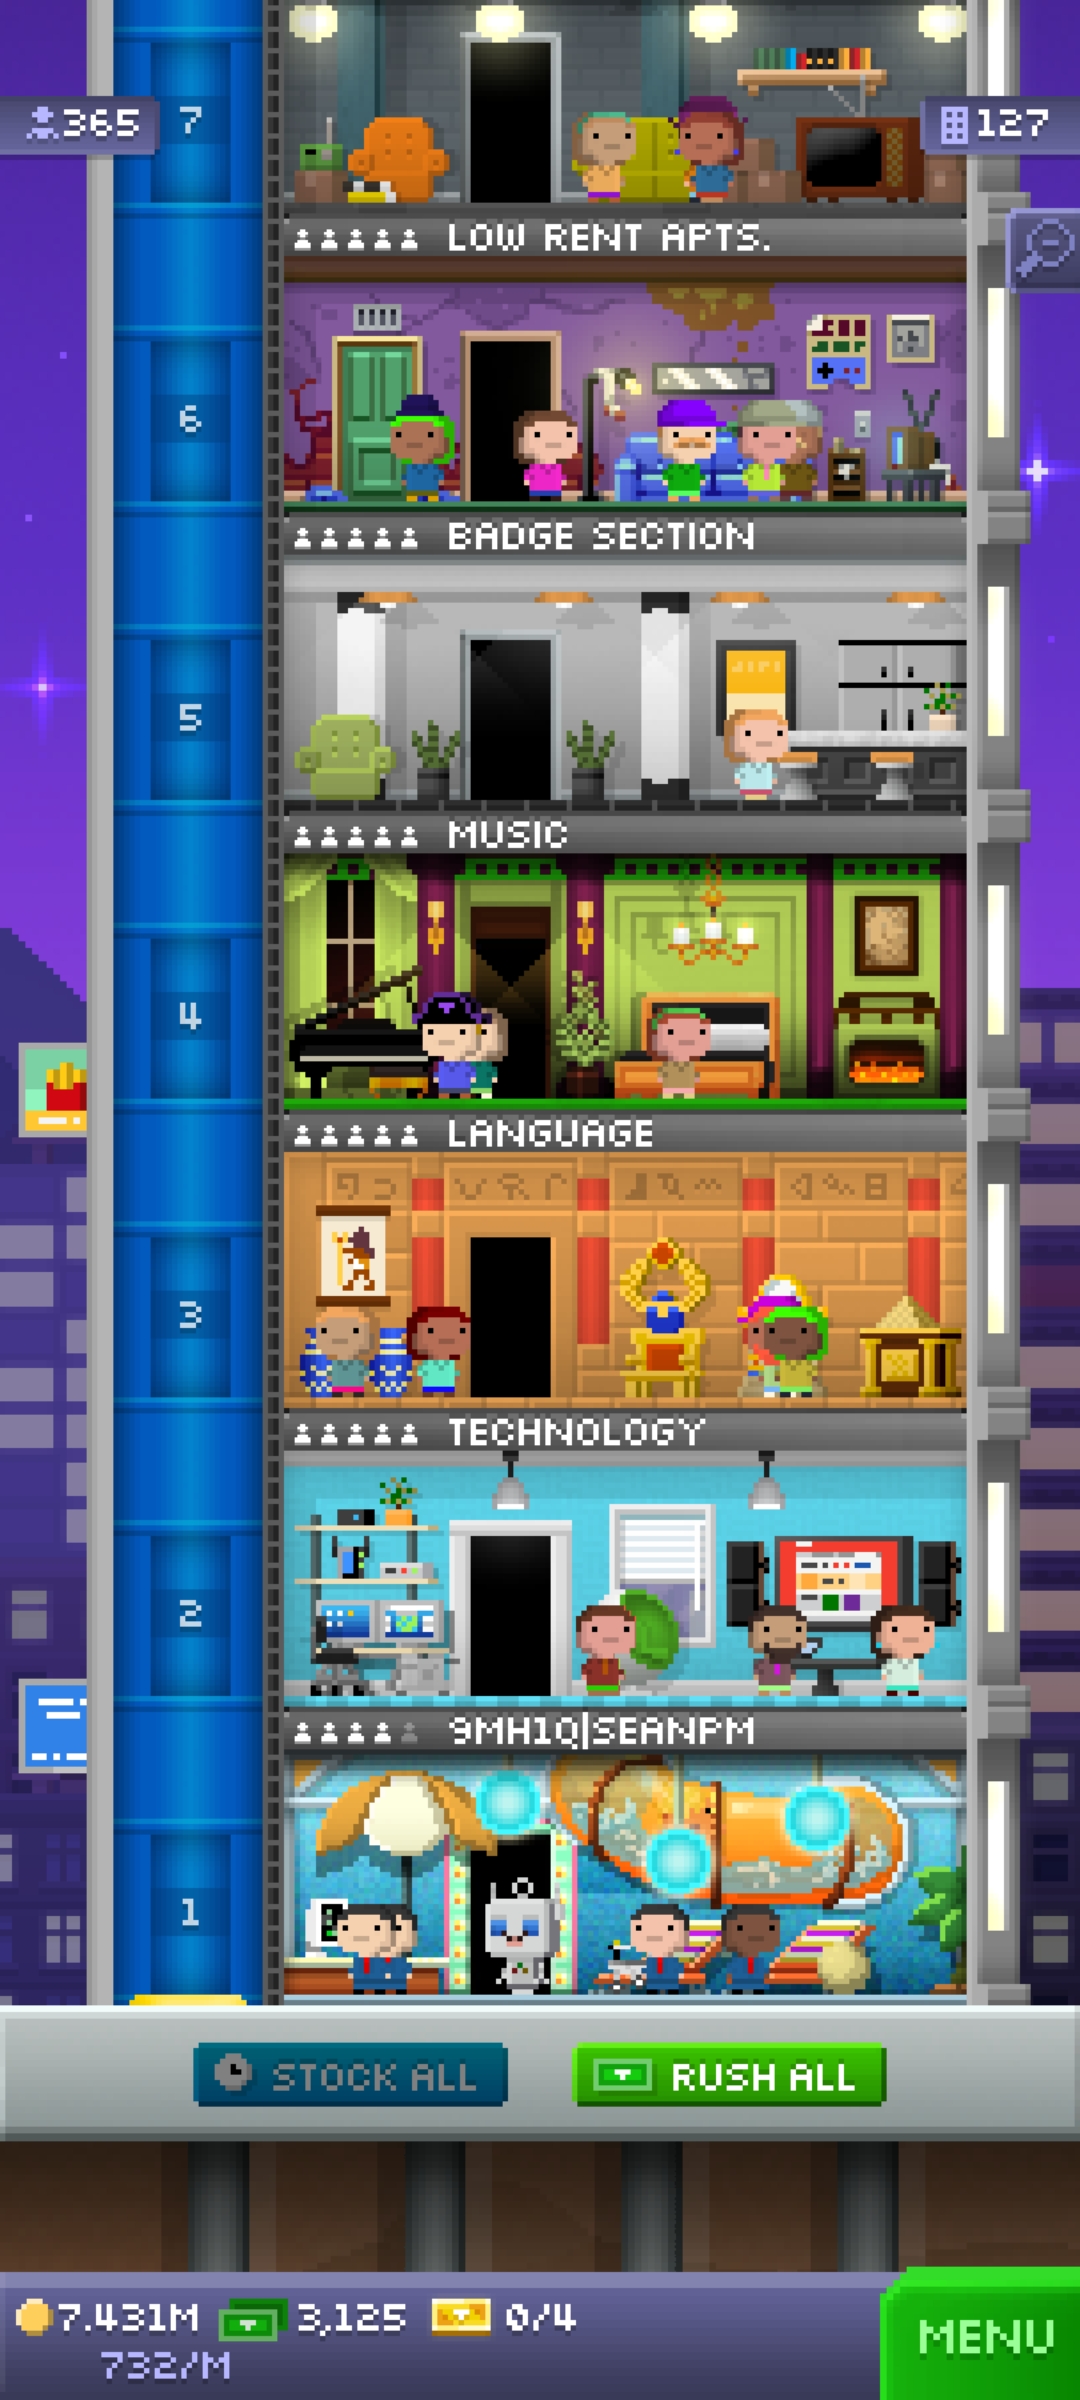 365
7
127
LOW RENT APTS.
6
BADGE SECTION
5
MUSIC
4
LANGUAGE
3
TECHNOLOGY
2
9MH1Q|SEANPM
1
STOCK ALL
RUSH ALL
7.431M
3,125
0/4
732/M
MENU